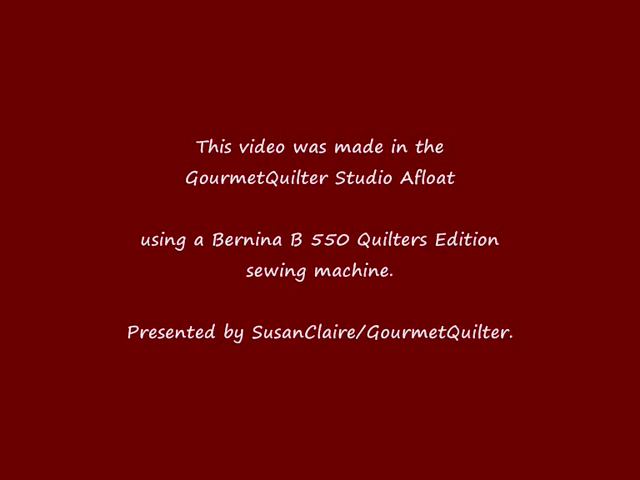 This video was made in the
GourmetQuilter Studio Afloat
using a Bernina B 550 Quilters Edition
sewing machine.
Presented by SusanClaire/GourmetQuilter.